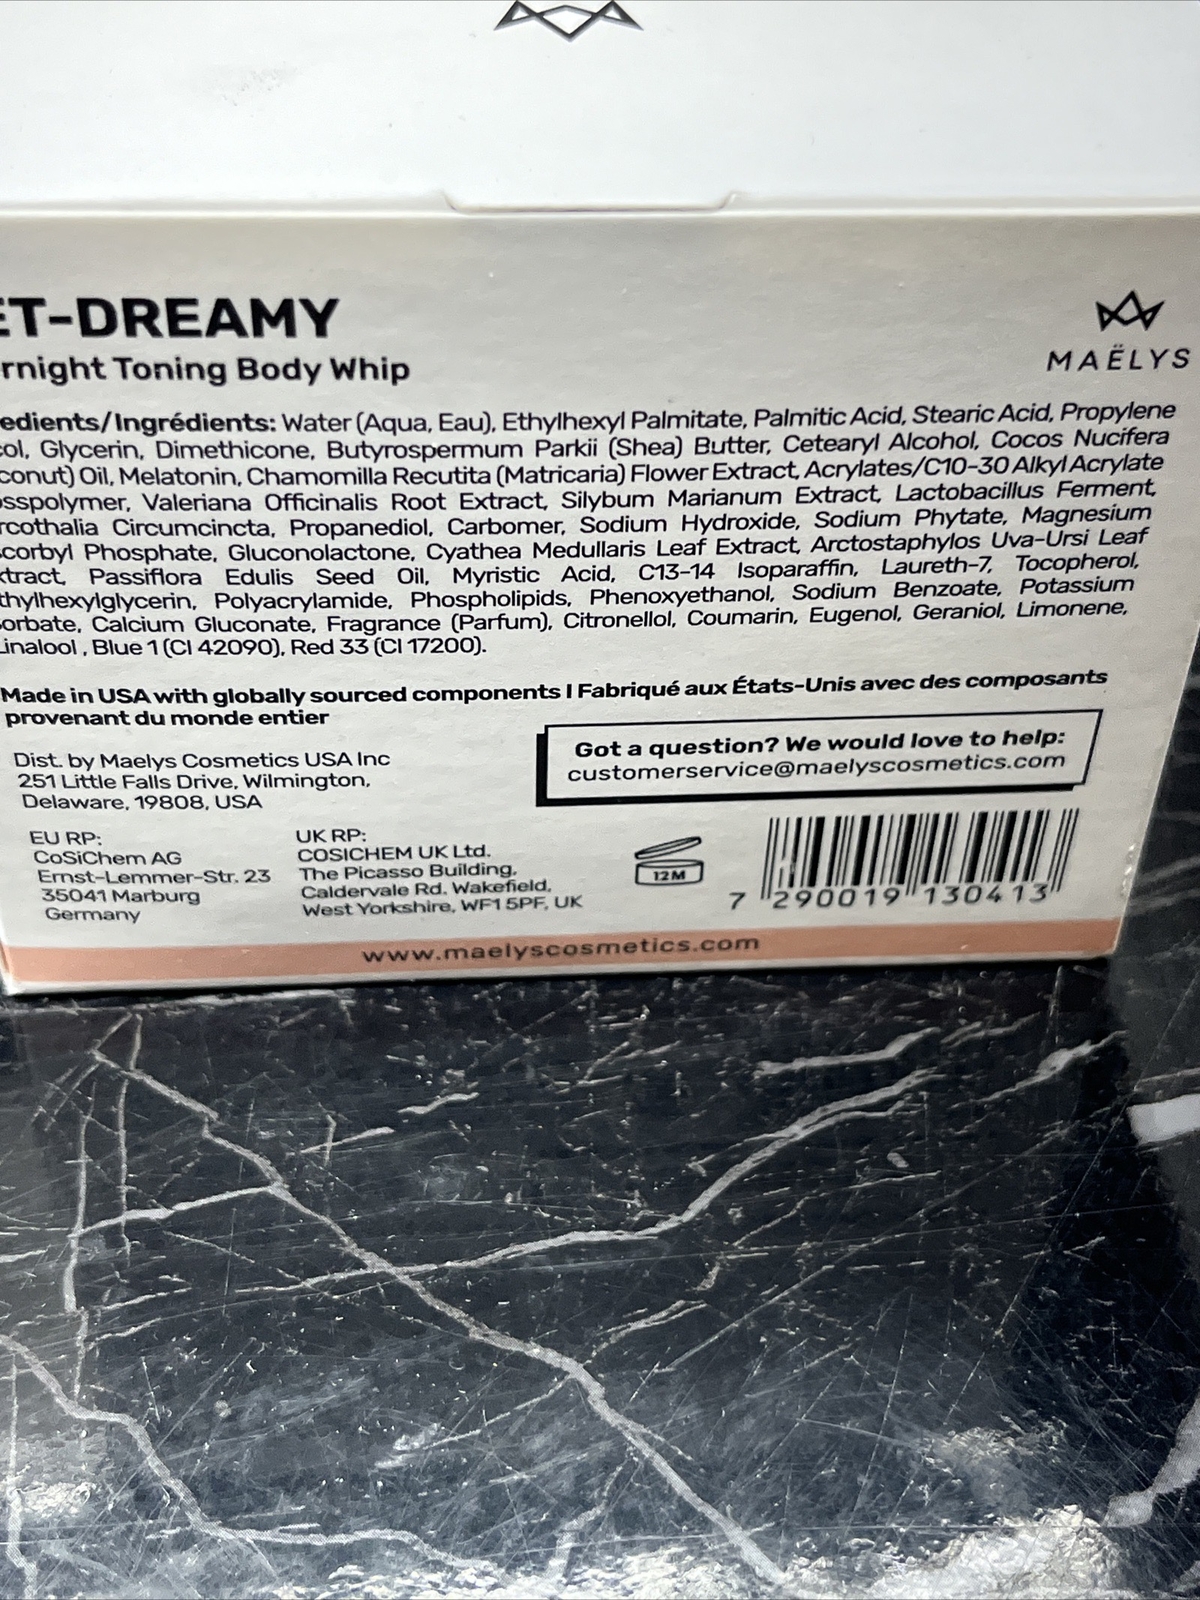 ET-DREAMY
rnight Toning Body Whip
MAËLYS
edients/Ingrédients: Water (Aqua, Eau), Ethylhexyl Palmitate, Palmitic Acid, Stearic Acid, Propylene
col, Glycerin, Dimethicone, Butyrospermum Parkii (Shea) Butter, Cetearyl Alcohol, Cocos Nucifera
conut) Oil, Melatonin, Chamomilla Recutita (Matricaria) Flower Extract, Acrylates/C10-30 Alkyl Acrylate
osspolymer, Valeriana Officinalis Root Extract, Silybum Marianum Extract, Lactobacillus Ferment,
rcothalia Circumcincta, Propanediol, Carbomer, Sodium Hydroxide, Sodium Phytate, Magnesium
scorbyl Phosphate, Gluconolactone, Cyathea Medullaris Leaf Extract, Arctostaphylos Uva-Ursi Leaf
xtract, Passiflora Edulis Seed Oil, Myristic Acid, C13-14 Isoparaffin, Laureth-7, Tocopherol,
thylhexylglycerin, Polyacrylamide, Phospholipids, Phenoxyethanol, Sodium Benzoate, Potassium
orbate, Calcium Gluconate, Fragrance (Parfum), Citronellol, Coumarin, Eugenol, Geraniol, Limonene,
Linalool , Blue 1 (CI 42090), Red 33 (CI 17200).
Made in USA with globally sourced components I Fabriqué aux États-Unis avec des composants
provenant du monde entier
Dist. by Maelys Cosmetics USA Inc
251 Little Falls Drive, Wilmington,
Delaware, 19808, USA
Got a question? We would love to help:
customerservice@maelyscosmetics.com
EU RP:
CoSiChem AG
Ernst-Lemmer-Str. 23
35041 Marburg
Germany
UK RP:
COSICHEM UK Ltd.
The Picasso Building,
Caldervale Rd, Wakefield,
West Yorkshire, WF1 5PF, UK
12M
7 290019 130413
www.maelyscosmetics.com